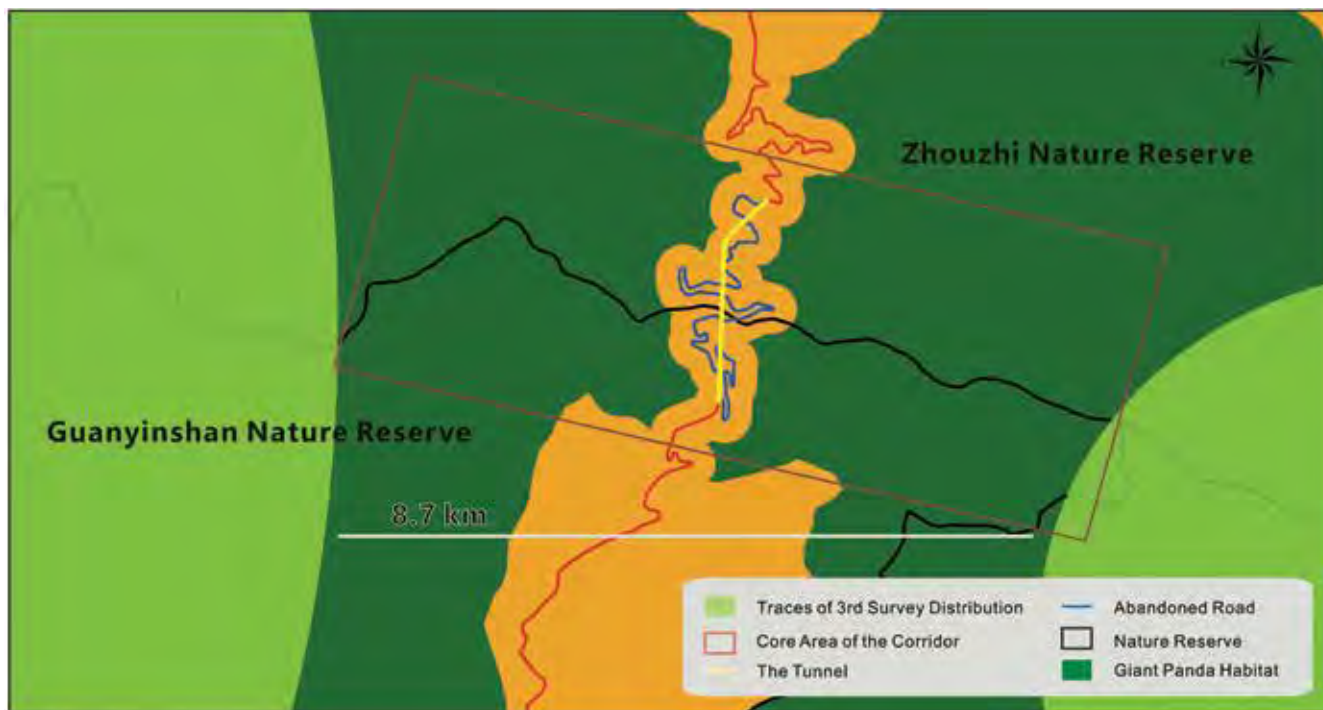 Zhouzhi Nature Reserve
Guanyinshan Nature Reserve
8.7 km
Traces of 3rd Survey Distribution
Abandoned Road
Core Area of the Corridor
Nature Reserve
The Tunnel
Giant Panda Habitat